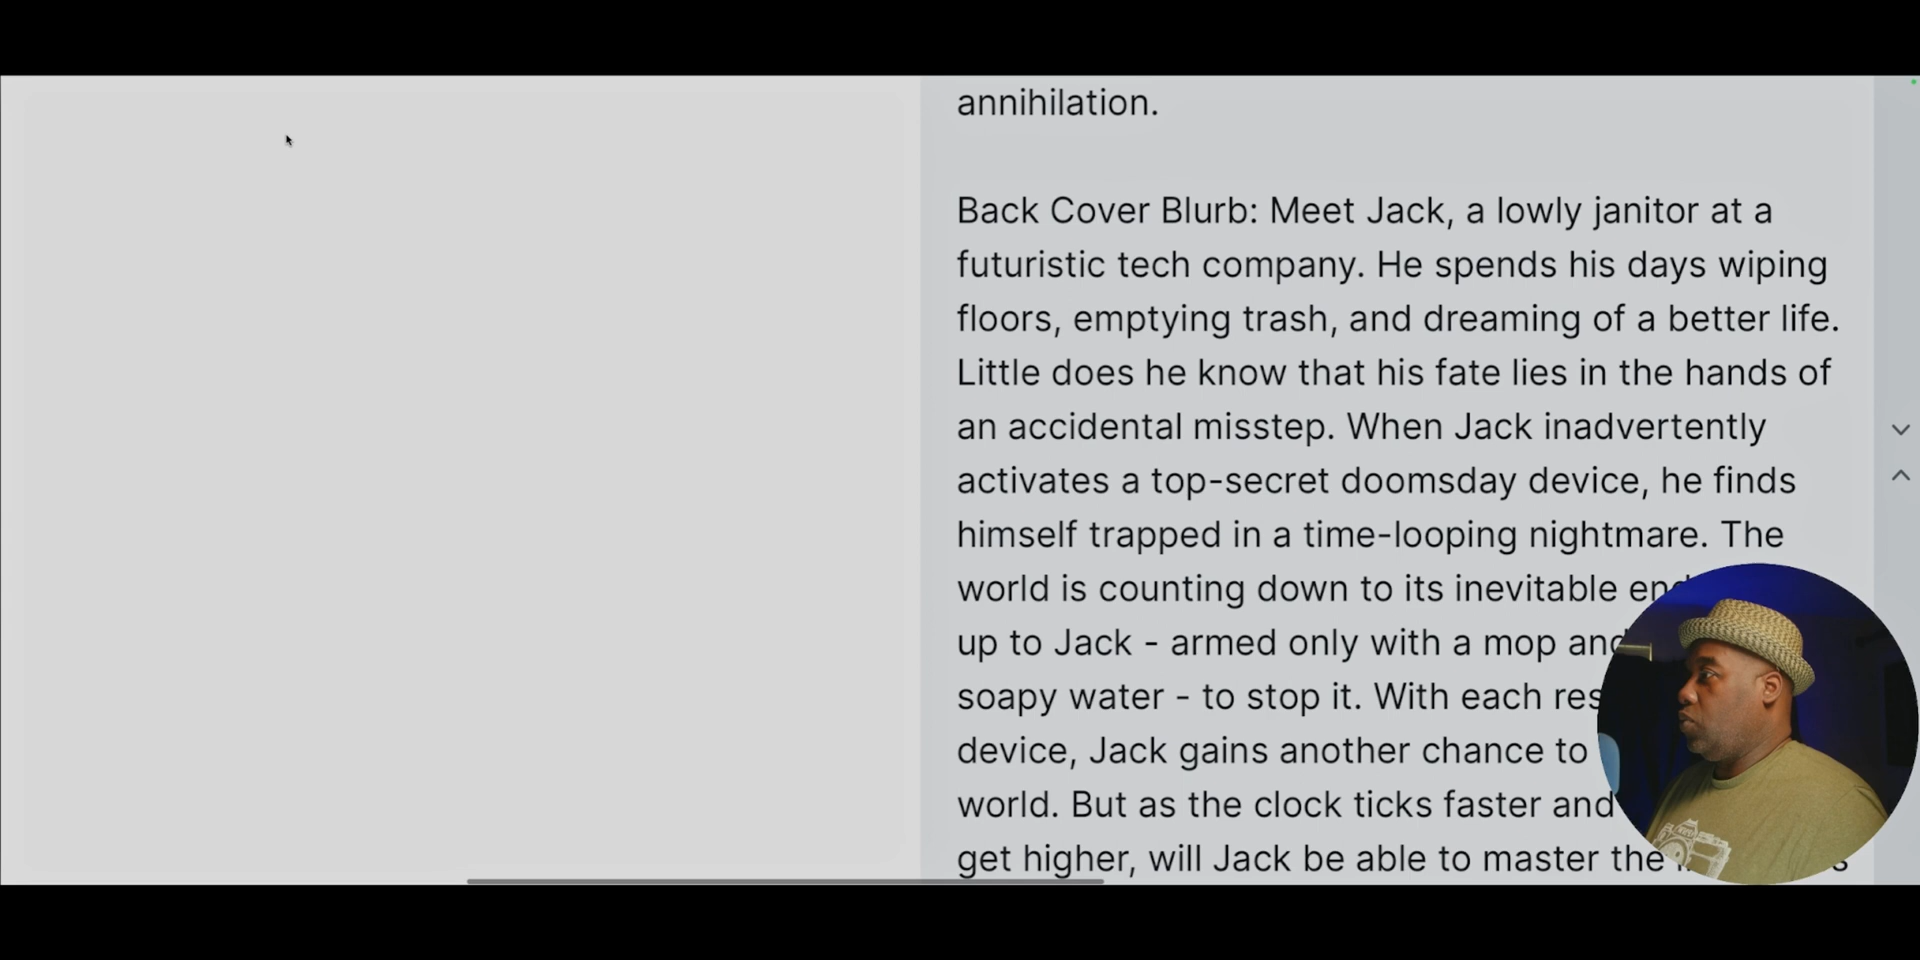 annihilation.
Back Cover Blurb: Meet Jack, a lowly janitor at a
futuristic tech company. He spends his days wiping
floors, emptying trash, and dreaming of a better life.
Little does he know that his fate lies in the hands of
an accidental misstep. When Jack inadvertently
activates a top-secret doomsday device, he finds
himself trapped in a time-looping nightmare. The
world is counting down to its inevitable
up to Jack - armed only with a mop
soapy water - to stop it. With each
device, Jack gains another chance to
world. But as the clock ticks faster and
get higher, will Jack be able to master the